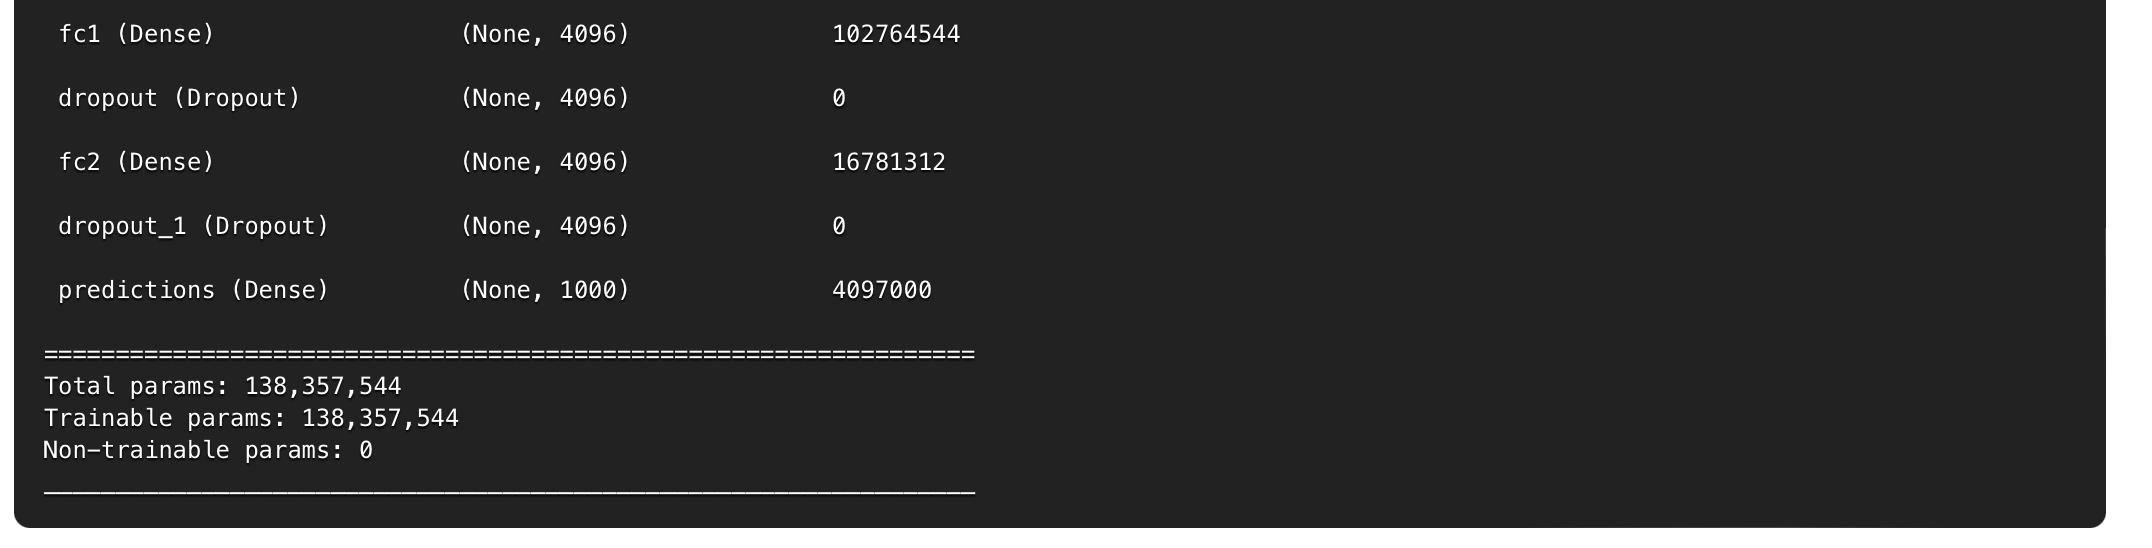 fc1 (Dense) (None, 4096) 102764544
dropout (Dropout) (None, 4096) 0
fc2 (Dense) (None, 4096) 16781312
dropout_1 (Dropout) (None, 4096) 0
predictions (Dense) (None, 1000) 4097000
=================================================================
Total params: 138,357,544
Trainable params: 138,357,544
Non-trainable params: 0
_________________________________________________________________